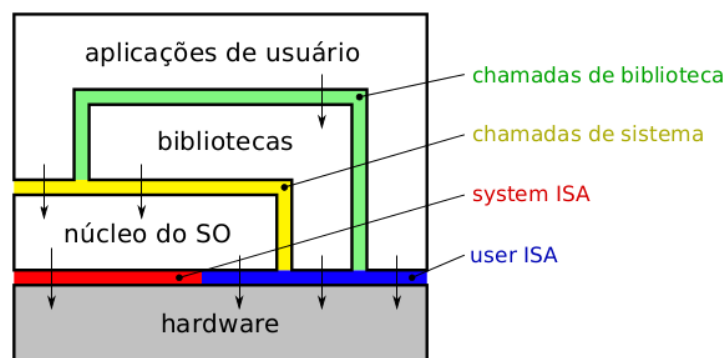 aplicações de usuário
chamadas de biblioteca
bibliotecas
chamadas de sistema
system ISA
núcleo do SO
user ISA
hardware